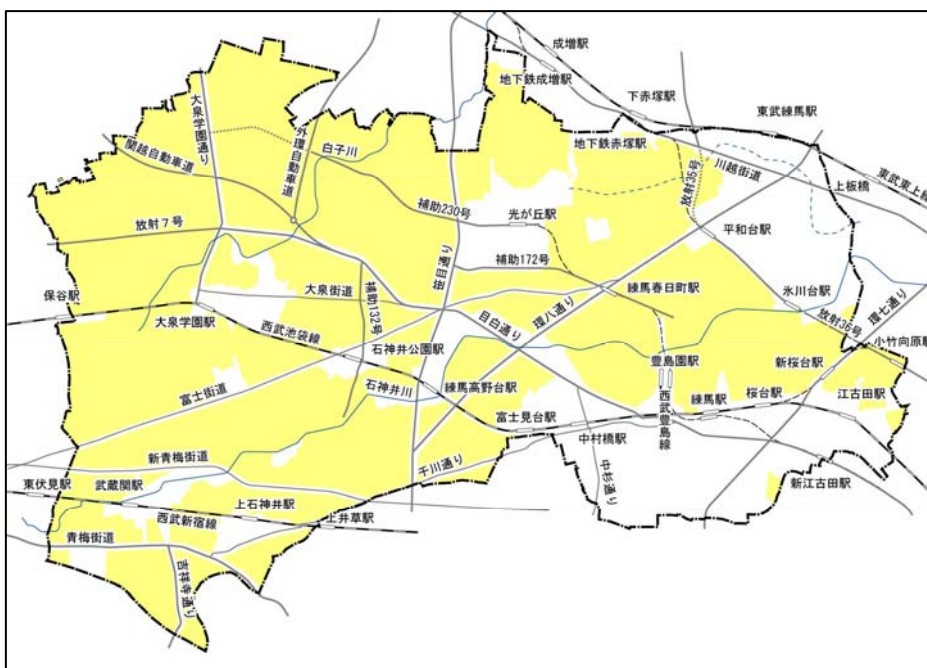 成増駅
地下鉄成増駅
下赤塚駅
東武練馬駅
大泉学園通り
外環自動車道
関越自動車道
白子川
地下鉄赤塚駅
川越街道
放射35号
上板橋
東武東上線
補助230号
光が丘駅
平和台駅
放射7号
笹目通り
補助172号
保谷駅
大泉街道
補助132号
目白通り
環八通り
練馬春日町駅
氷川台駅
放射36号
環七通り
大泉学園駅
西武池袋線
石神井公園駅
豊島園駅
新桜台駅
小竹向原駅
富士街道
石神井川
練馬高野台駅
西武豊島線
練馬駅
桜台駅
江古田駅
富士見台駅
中村橋駅
新青梅街道
千川通り
中杉通り
新江古田駅
東伏見駅
武蔵関駅
上石神井駅
西武新宿線
上井草駅
青梅街道
吉祥寺通り